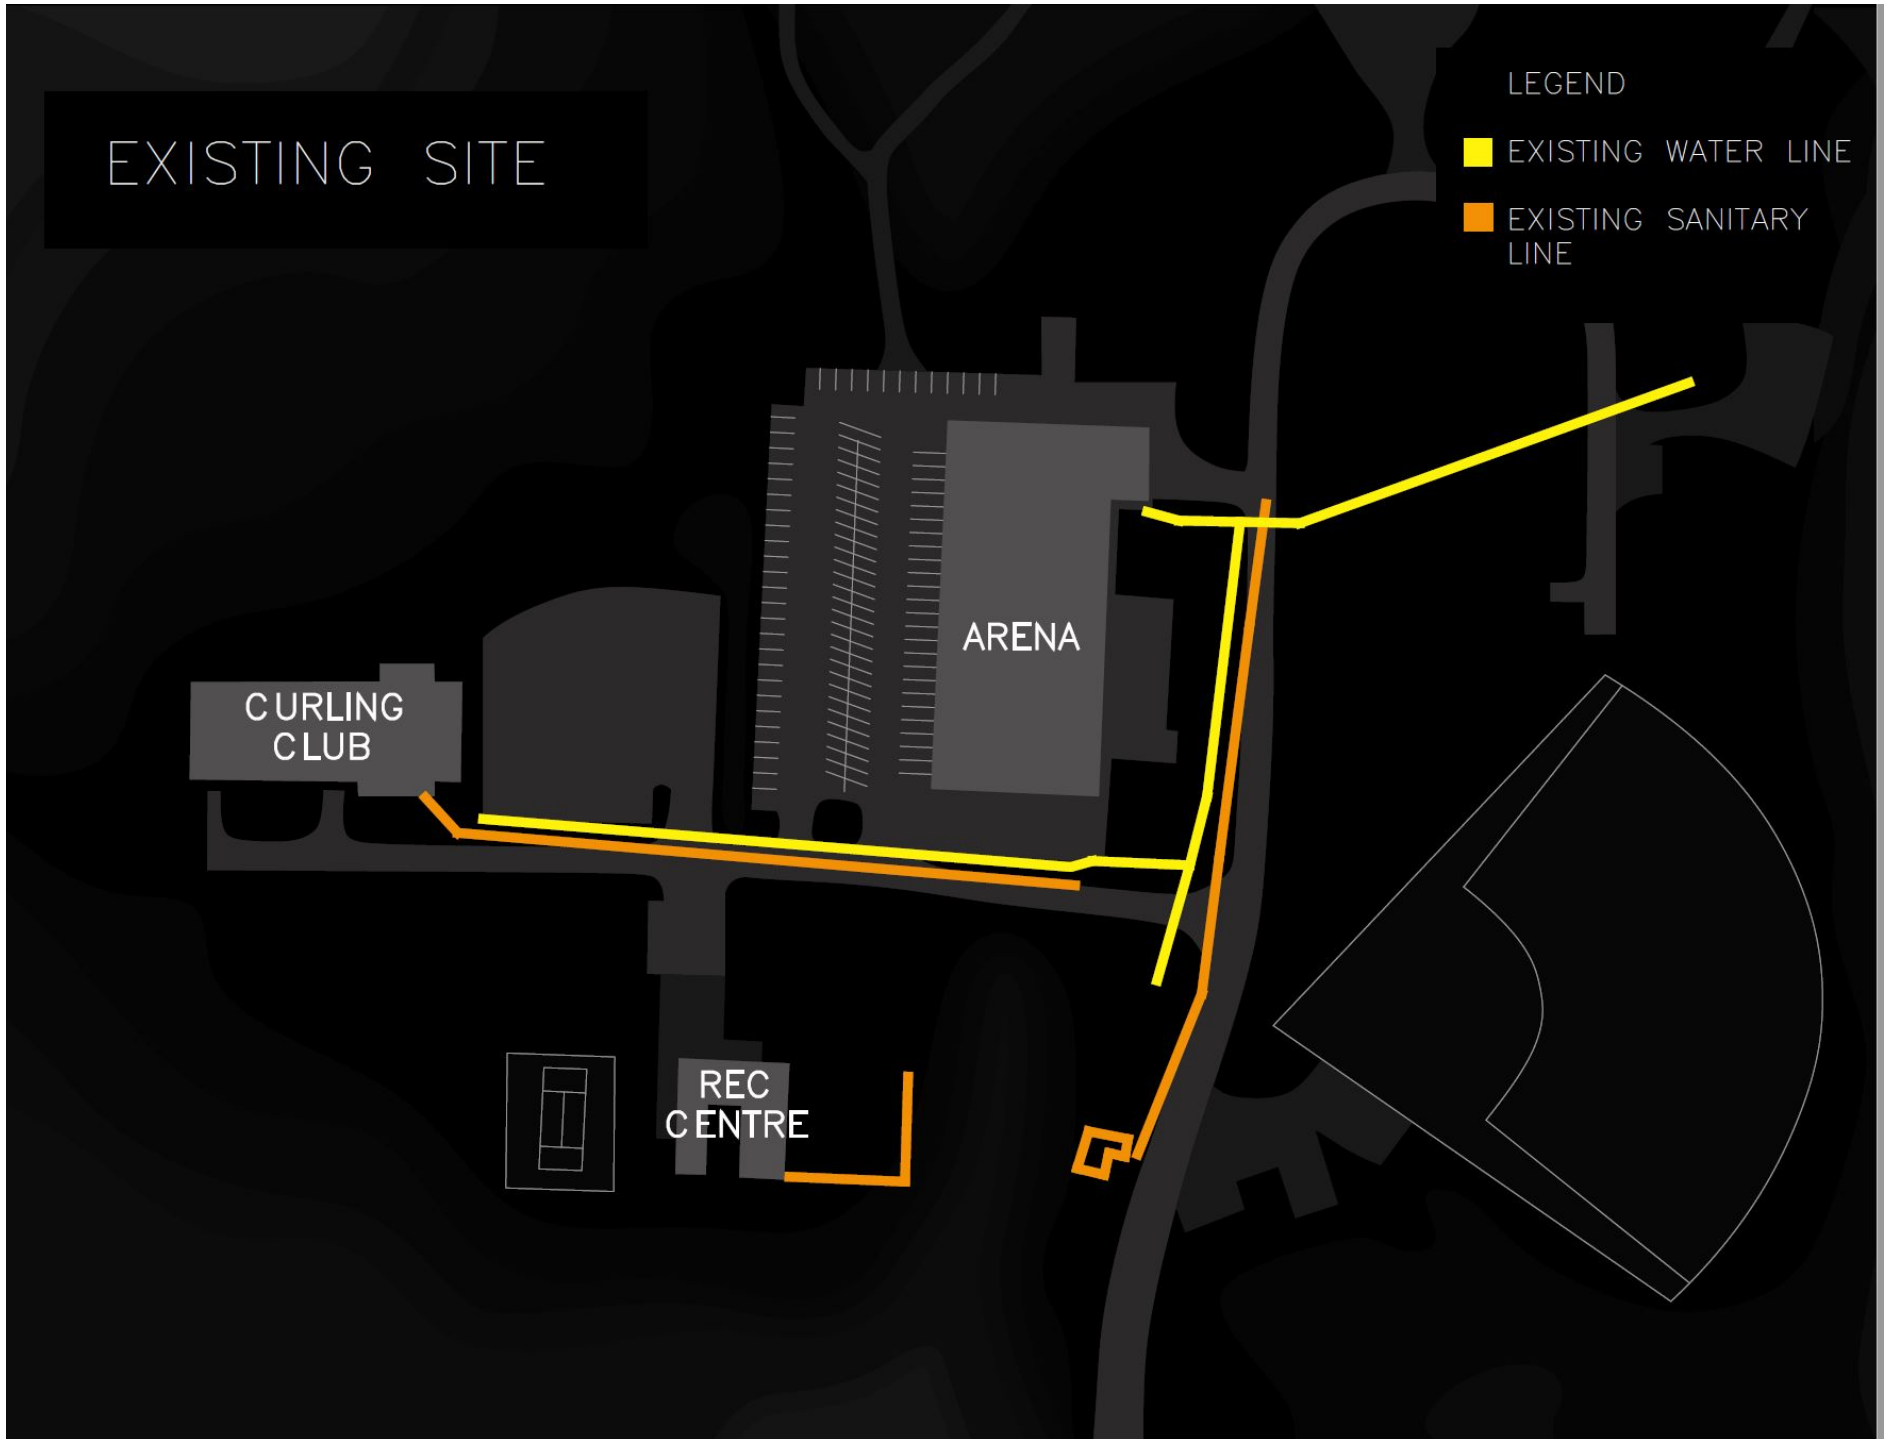 EXISTING SITE
LEGEND
EXISTING WATER LINE
EXISTING SANITARY
LINE
ARENA
CURLING
CLUB
REC
CENTRE